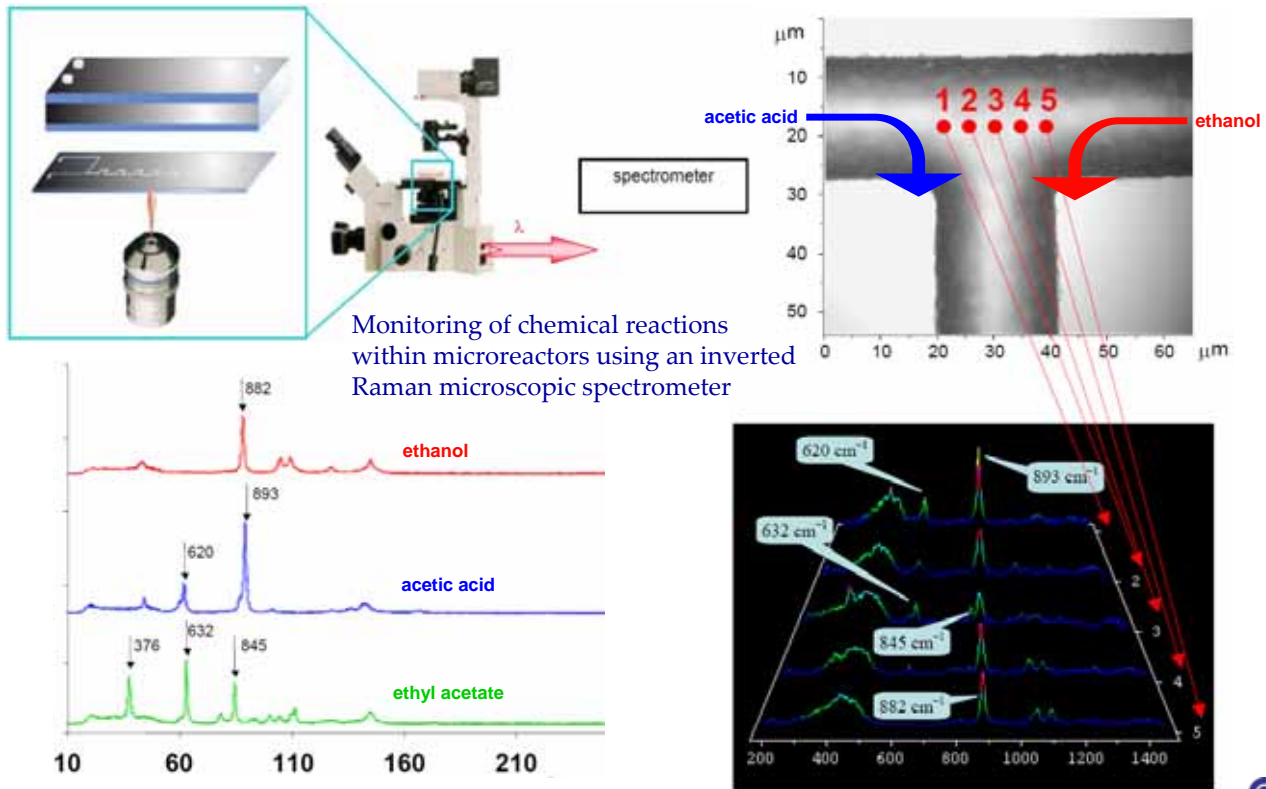 μm
10
20
30
40
50
0 10 20 30 40 50 60 μm
1 2 3 4 5
acetic acid
ethanol
spectrometer
λ
Monitoring of chemical reactions
within microreactors using an inverted
Raman microscopic spectrometer
882
ethanol
893
620
acetic acid
376
632
845
ethyl acetate
10 60 110 160 210
620 cm⁻¹
893 cm⁻¹
632 cm⁻¹
845 cm⁻¹
882 cm⁻¹
2
3
4
5
200 400 600 800 1000 1200 1400